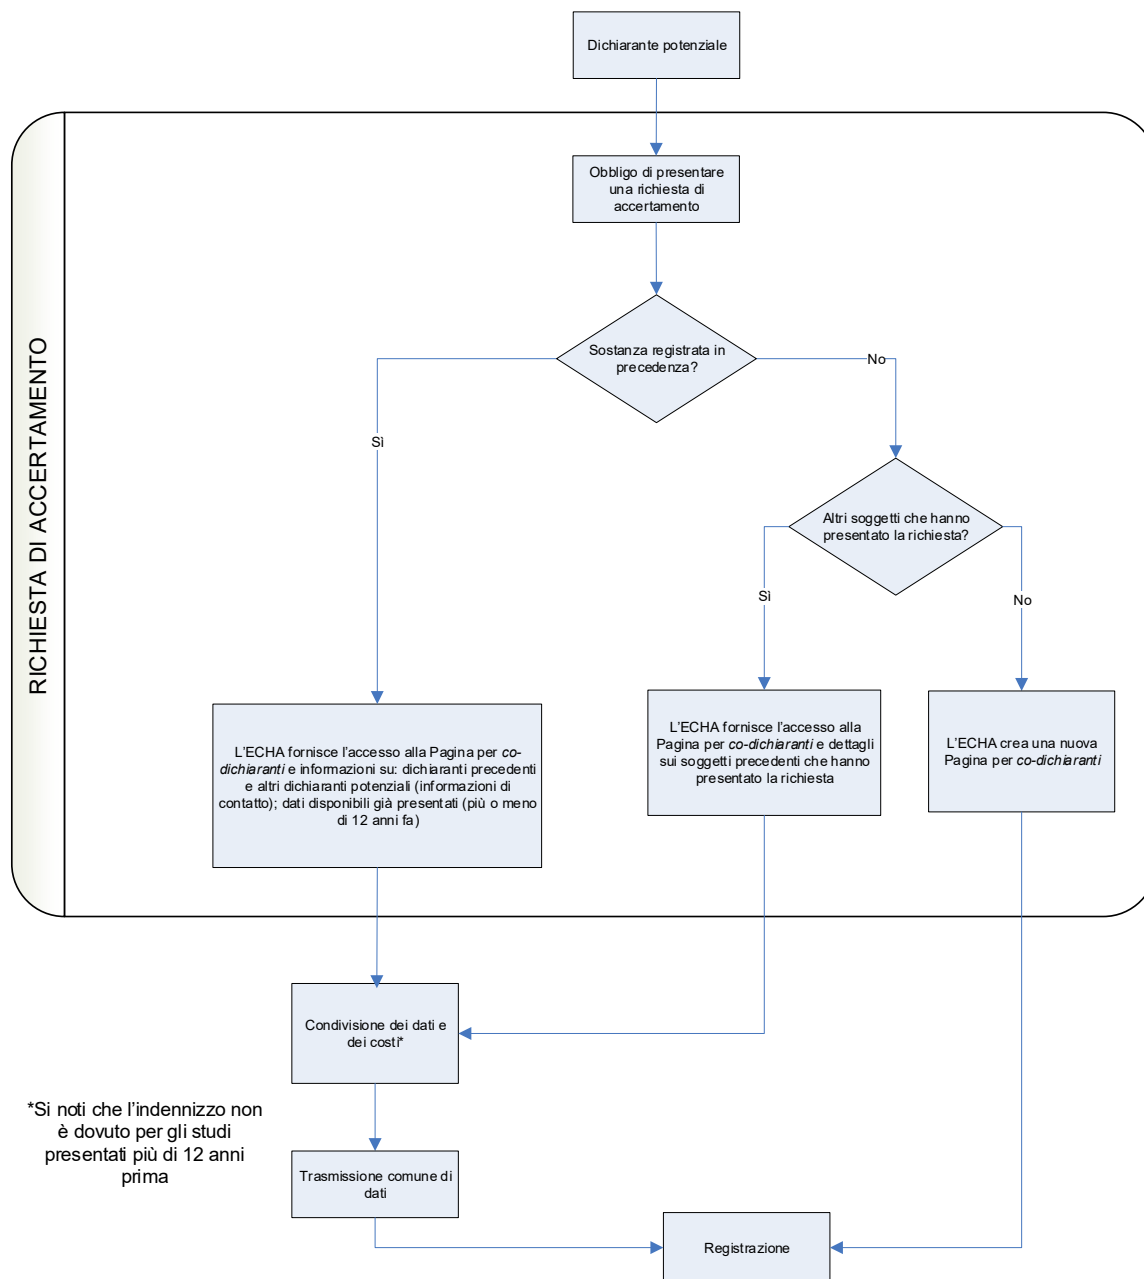 Dichiarante potenziale
Obbligo di presentare
una richiesta di
accertamento
RICHIESTA DI ACCERTAMENTO
Sostanza registrata in
precedenza?
No
Sì
Altri soggetti che hanno
presentato la richiesta?
Sì
No
L'ECHA fornisce l'accesso alla Pagina per co-
dichiaranti e informazioni su: dichiaranti precedenti
e altri dichiaranti potenziali (informazioni di
contatto); dati disponibili già presentati (più o meno
di 12 anni fa)
L'ECHA fornisce l'accesso alla
Pagina per co-dichiaranti e dettagli
sui soggetti precedenti che hanno
presentato la richiesta
L'ECHA crea una nuova
Pagina per co-dichiaranti
Condivisione dei dati e
dei costi*
*Si noti che l'indennizzo non
è dovuto per gli studi
presentati più di 12 anni
prima
Trasmissione comune di
dati
Registrazione